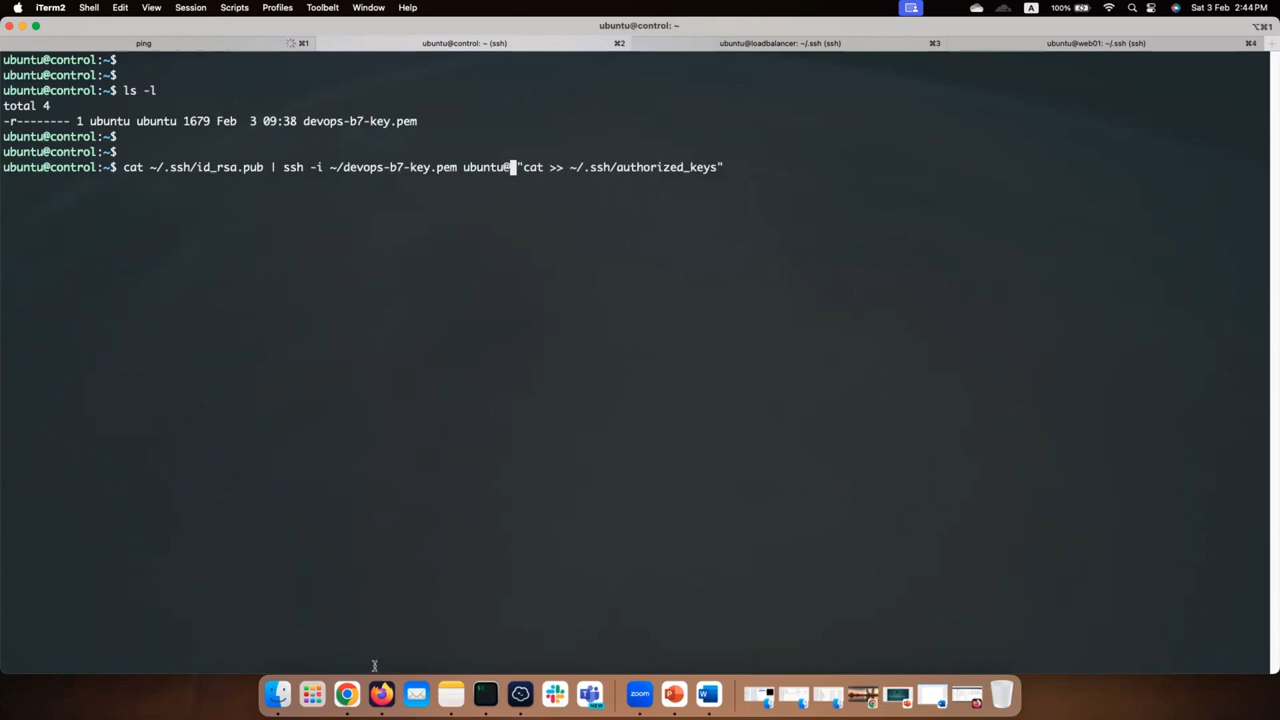 iTerm2 Shell Edit View Session Scripts Profiles Toolbelt Window Help A 100% Sat 3 Feb 2:44 PM
ubuntu@control: ~ ⌥⌘1
ping ⌘1 ubuntu@control: ~ (ssh) ⌘2 ubuntu@loadbalancer: ~/.ssh (ssh) ⌘3 ubuntu@web01: ~/.ssh (ssh) ⌘4
ubuntu@control:~$
ubuntu@control:~$
ubuntu@control:~$ ls -l
total 4
-r-------- 1 ubuntu ubuntu 1679 Feb  3 09:38 devops-b7-key.pem
ubuntu@control:~$
ubuntu@control:~$
ubuntu@control:~$ cat ~/.ssh/id_rsa.pub | ssh -i ~/devops-b7-key.pem ubuntu@ "cat >> ~/.ssh/authorized_keys"
NEW
zoom